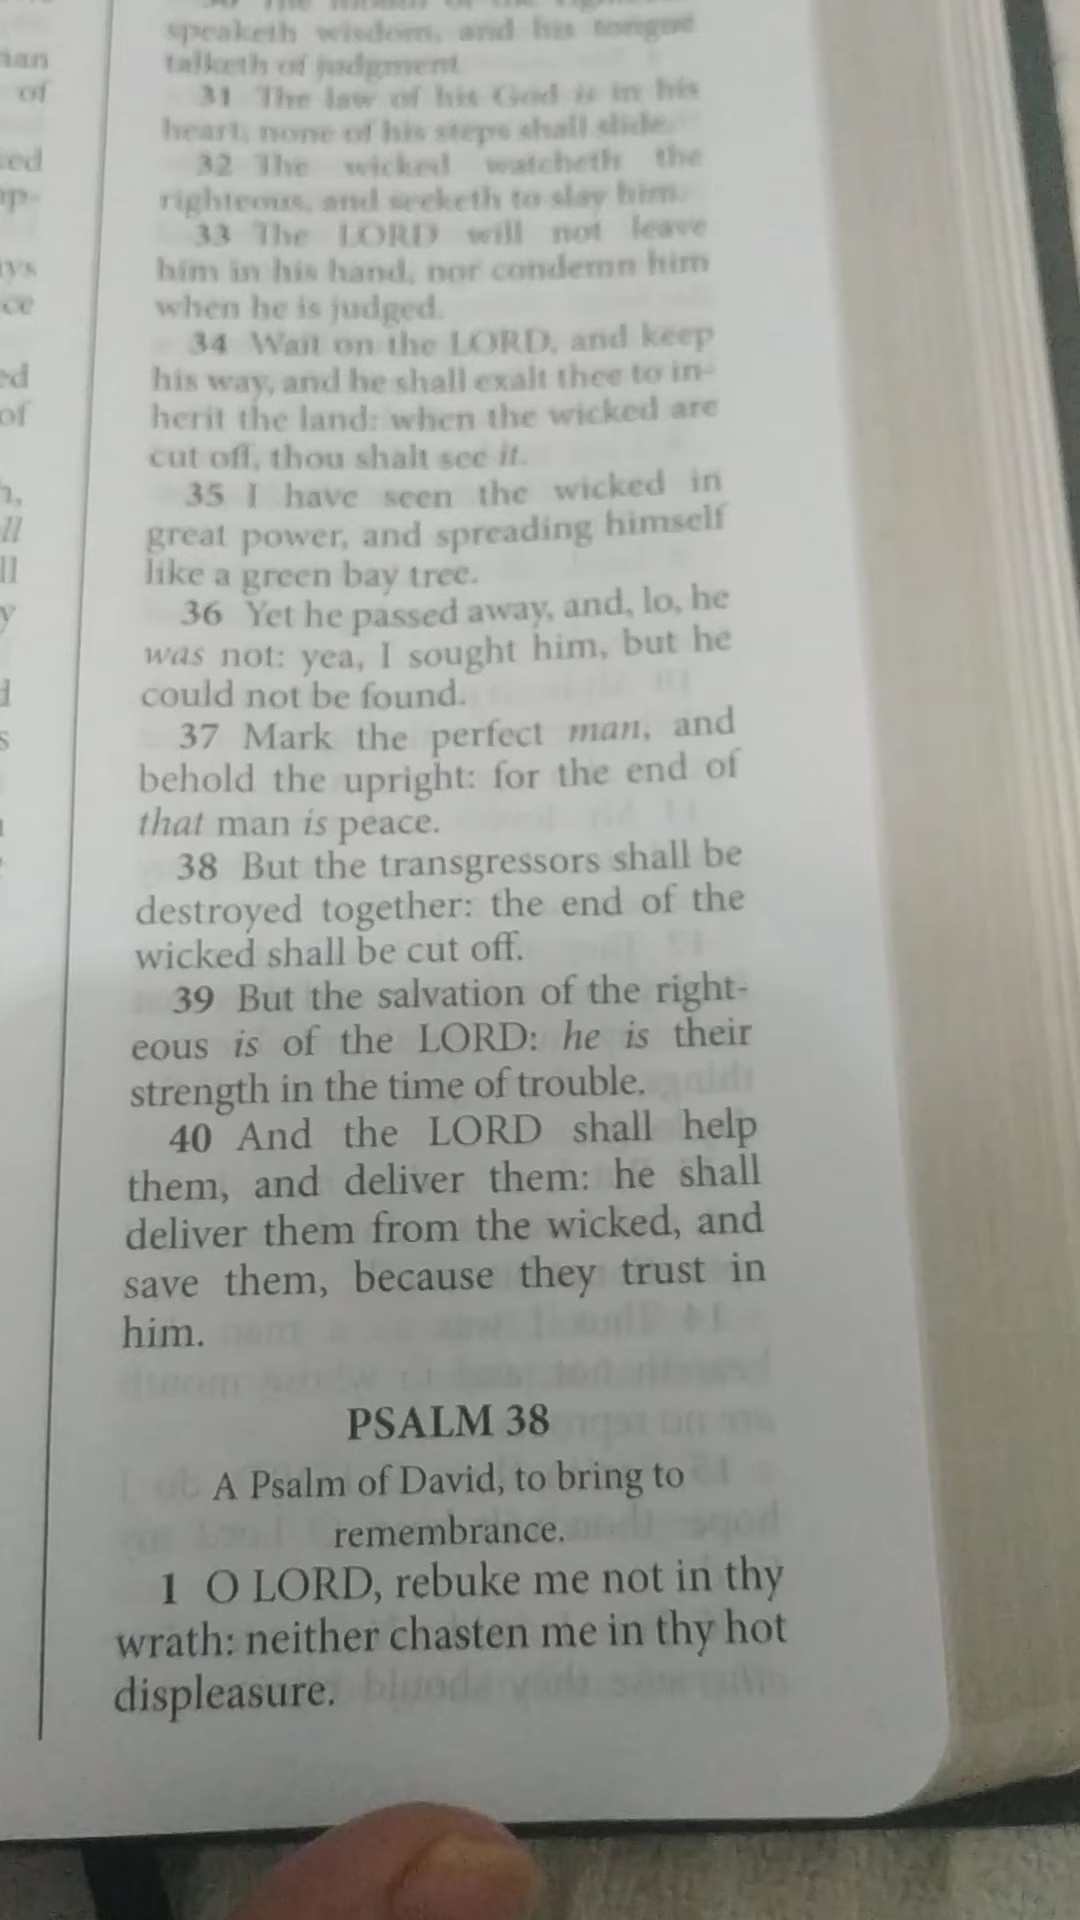 speaketh wisdom, and his tongue
talketh of judgment.
31 The law of his God is in his
heart; none of his steps shall slide.
32 The wicked watcheth the
righteous, and seeketh to slay him.
33 The LORD will not leave
him in his hand, nor condemn him
when he is judged.
34 Wait on the LORD, and keep
his way, and he shall exalt thee to in-
herit the land: when the wicked are
cut off, thou shalt see it.
35 I have seen the wicked in
great power, and spreading himself
like a green bay tree.
36 Yet he passed away, and, lo, he
was not: yea, I sought him, but he
could not be found.
37 Mark the perfect man, and
behold the upright: for the end of
that man is peace.
38 But the transgressors shall be
destroyed together: the end of the
wicked shall be cut off.
39 But the salvation of the right-
eous is of the LORD: he is their
strength in the time of trouble.
40 And the LORD shall help
them, and deliver them: he shall
deliver them from the wicked, and
save them, because they trust in
him.
PSALM 38
A Psalm of David, to bring to
remembrance.
1 O LORD, rebuke me not in thy
wrath: neither chasten me in thy hot
displeasure.